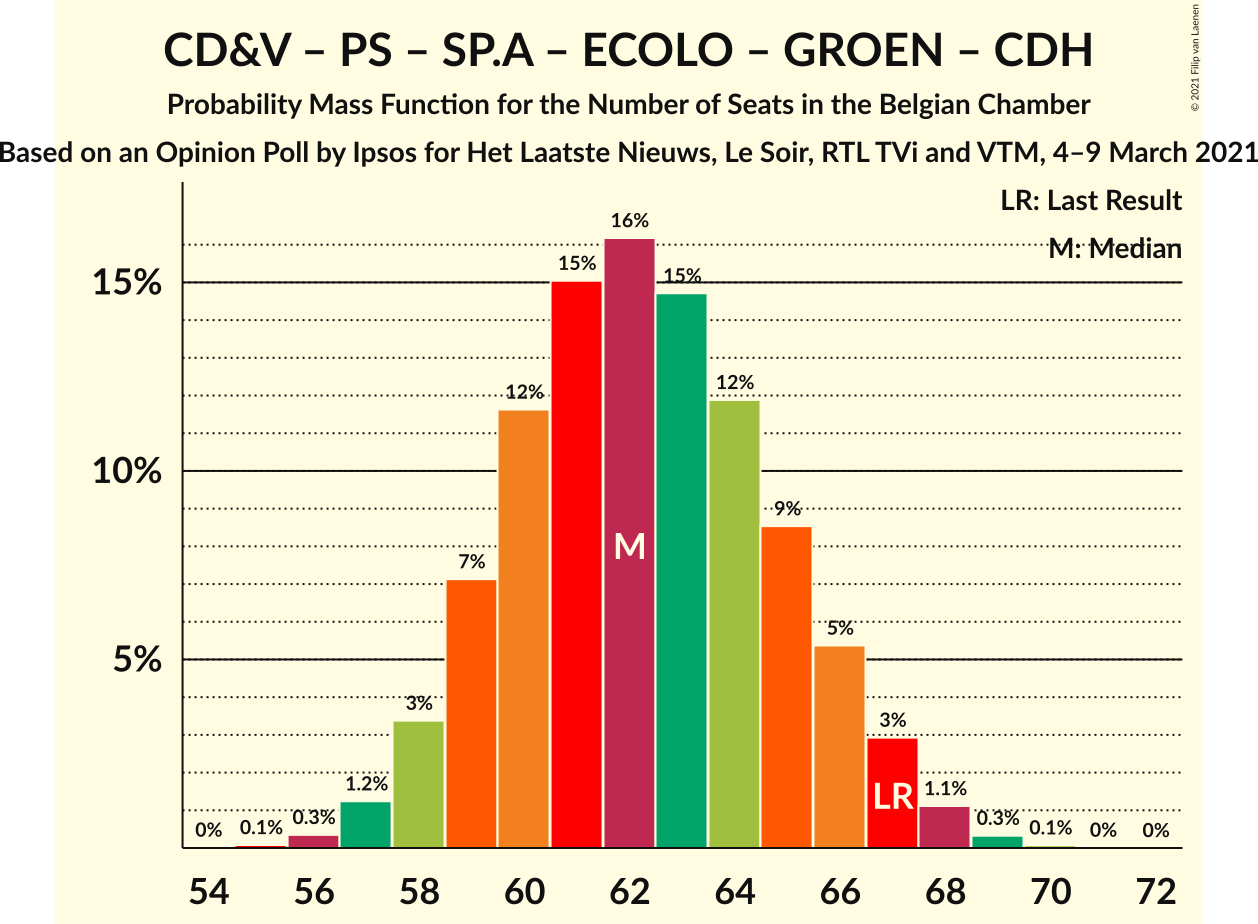 CD&V – PS – SP.A – ECOLO – GROEN – CDH
Probability Mass Function for the Number of Seats in the Belgian Chamber
Based on an Opinion Poll by Ipsos for Het Laatste Nieuws, Le Soir, RTL TVi and VTM, 4–9 March 2021
© 2021 Filip van Laenen
LR: Last Result
M: Median
15%
10%
5%
0%
0.1%
0.3%
1.2%
3%
7%
12%
15%
16%
15%
12%
9%
5%
3%
1.1%
0.3%
0.1%
0%
0%
M
LR
54 56 58 60 62 64 66 68 70 72